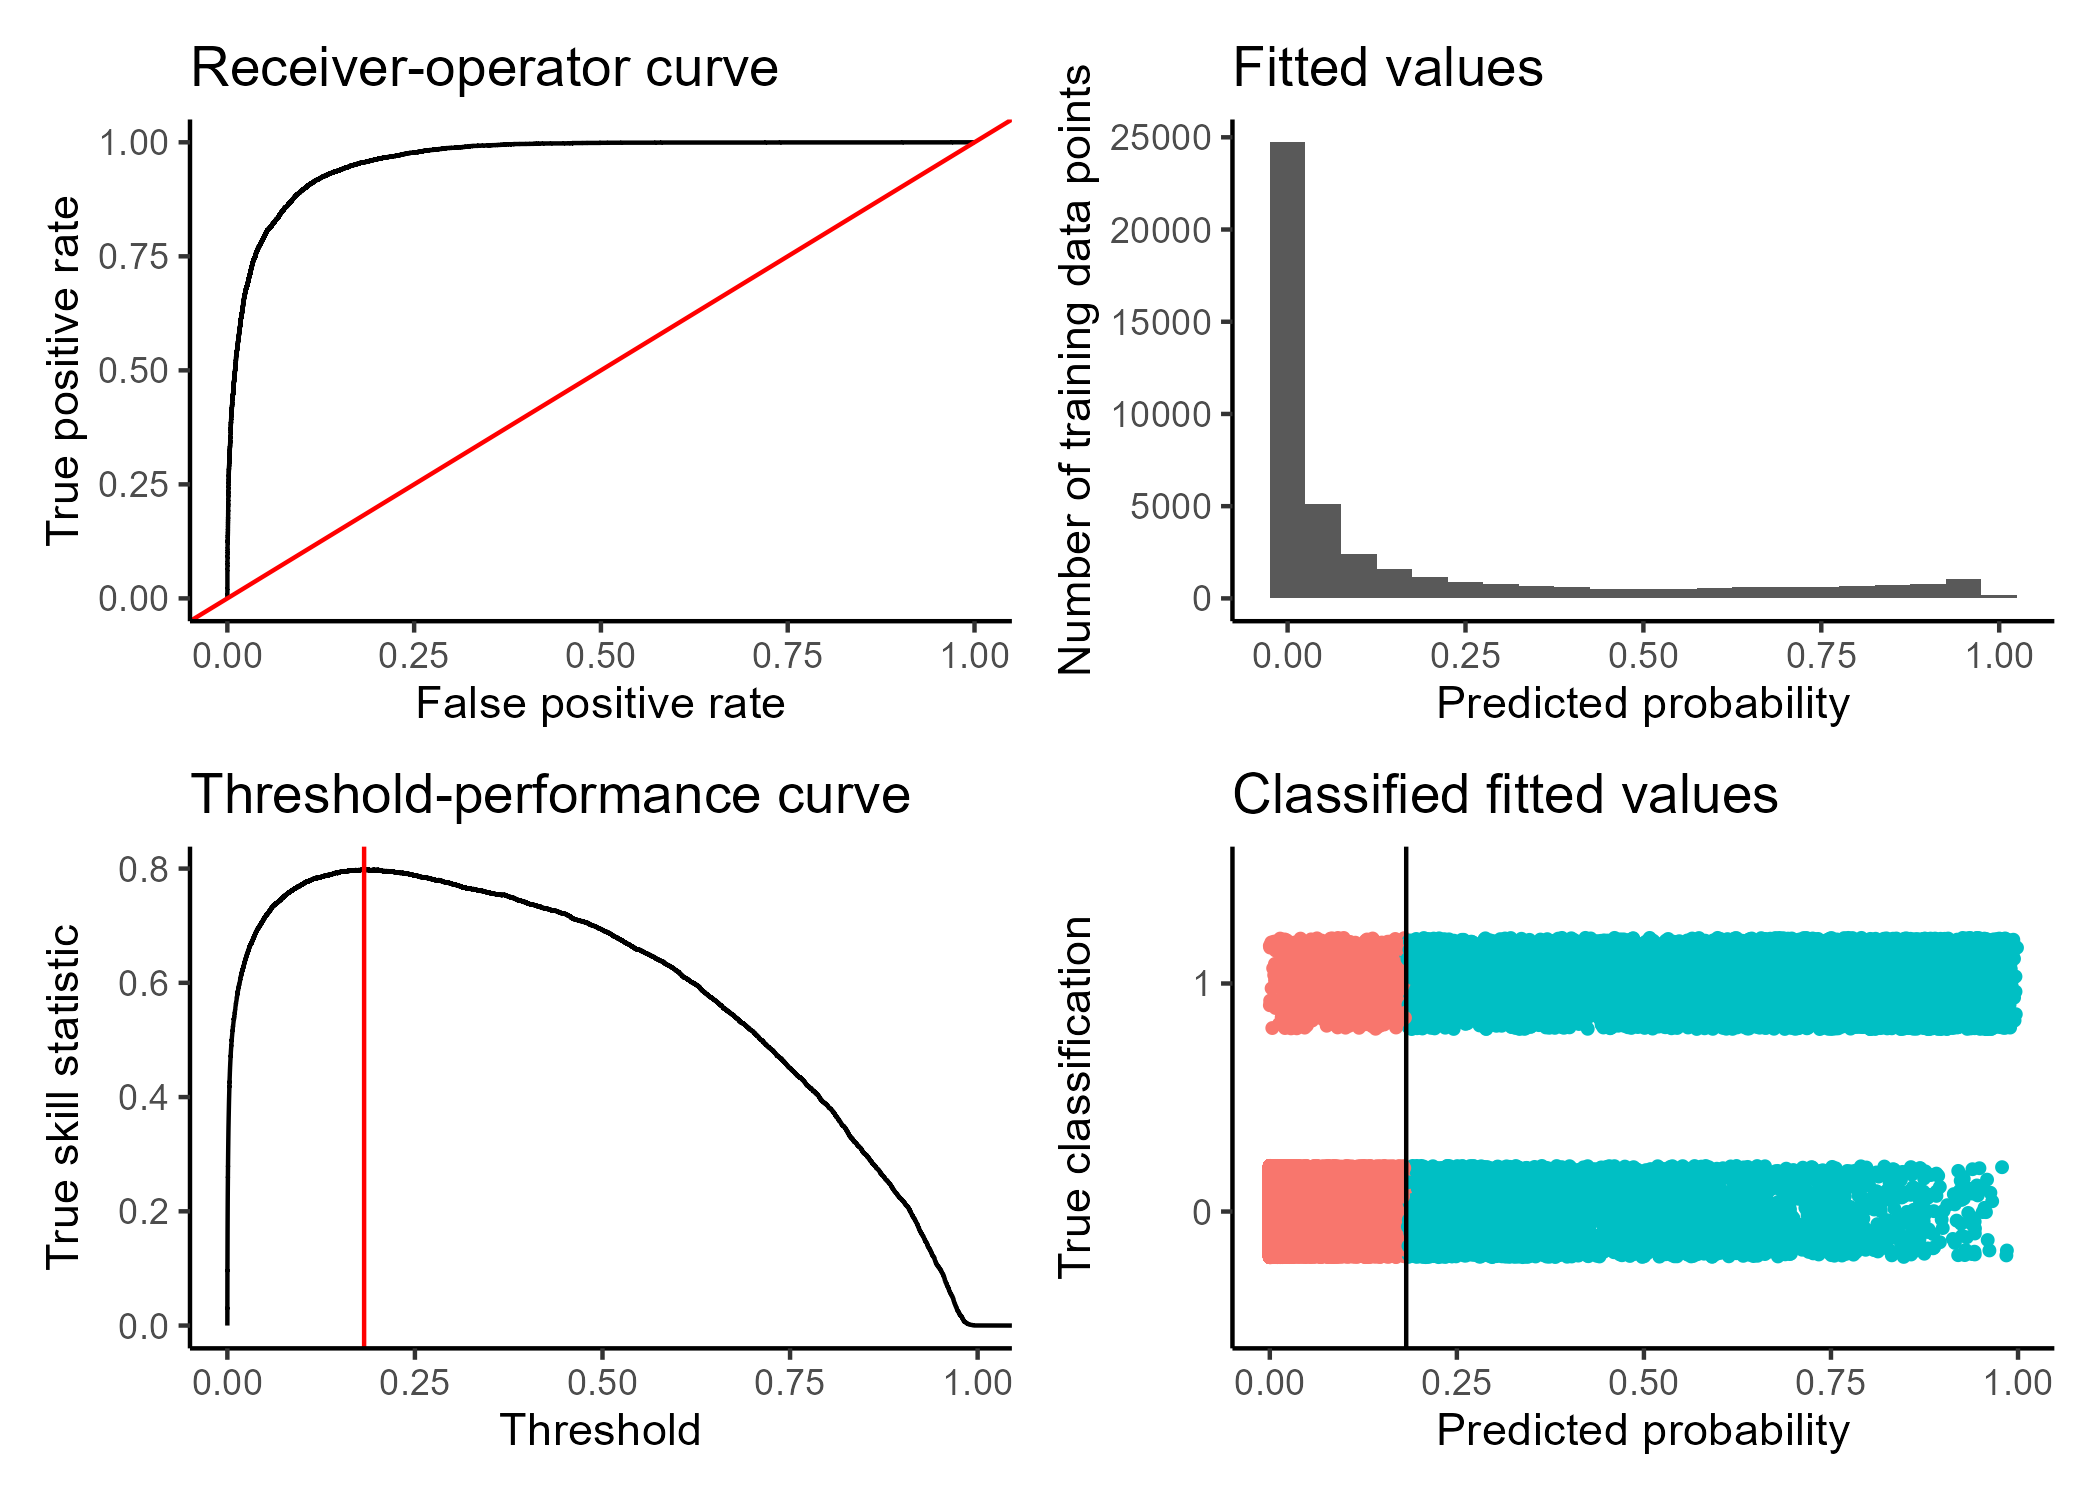 Receiver-operator curve
True positive rate
1.00
0.75
0.50
0.25
0.00
0.00 0.25 0.50 0.75 1.00
False positive rate
Fitted values
Number of training data points
25000
20000
15000
10000
5000
0
0.00 0.25 0.50 0.75 1.00
Predicted probability
Threshold-performance curve
True skill statistic
0.8
0.6
0.4
0.2
0.0
0.00 0.25 0.50 0.75 1.00
Threshold
Classified fitted values
True classification
1
0
0.00 0.25 0.50 0.75 1.00
Predicted probability